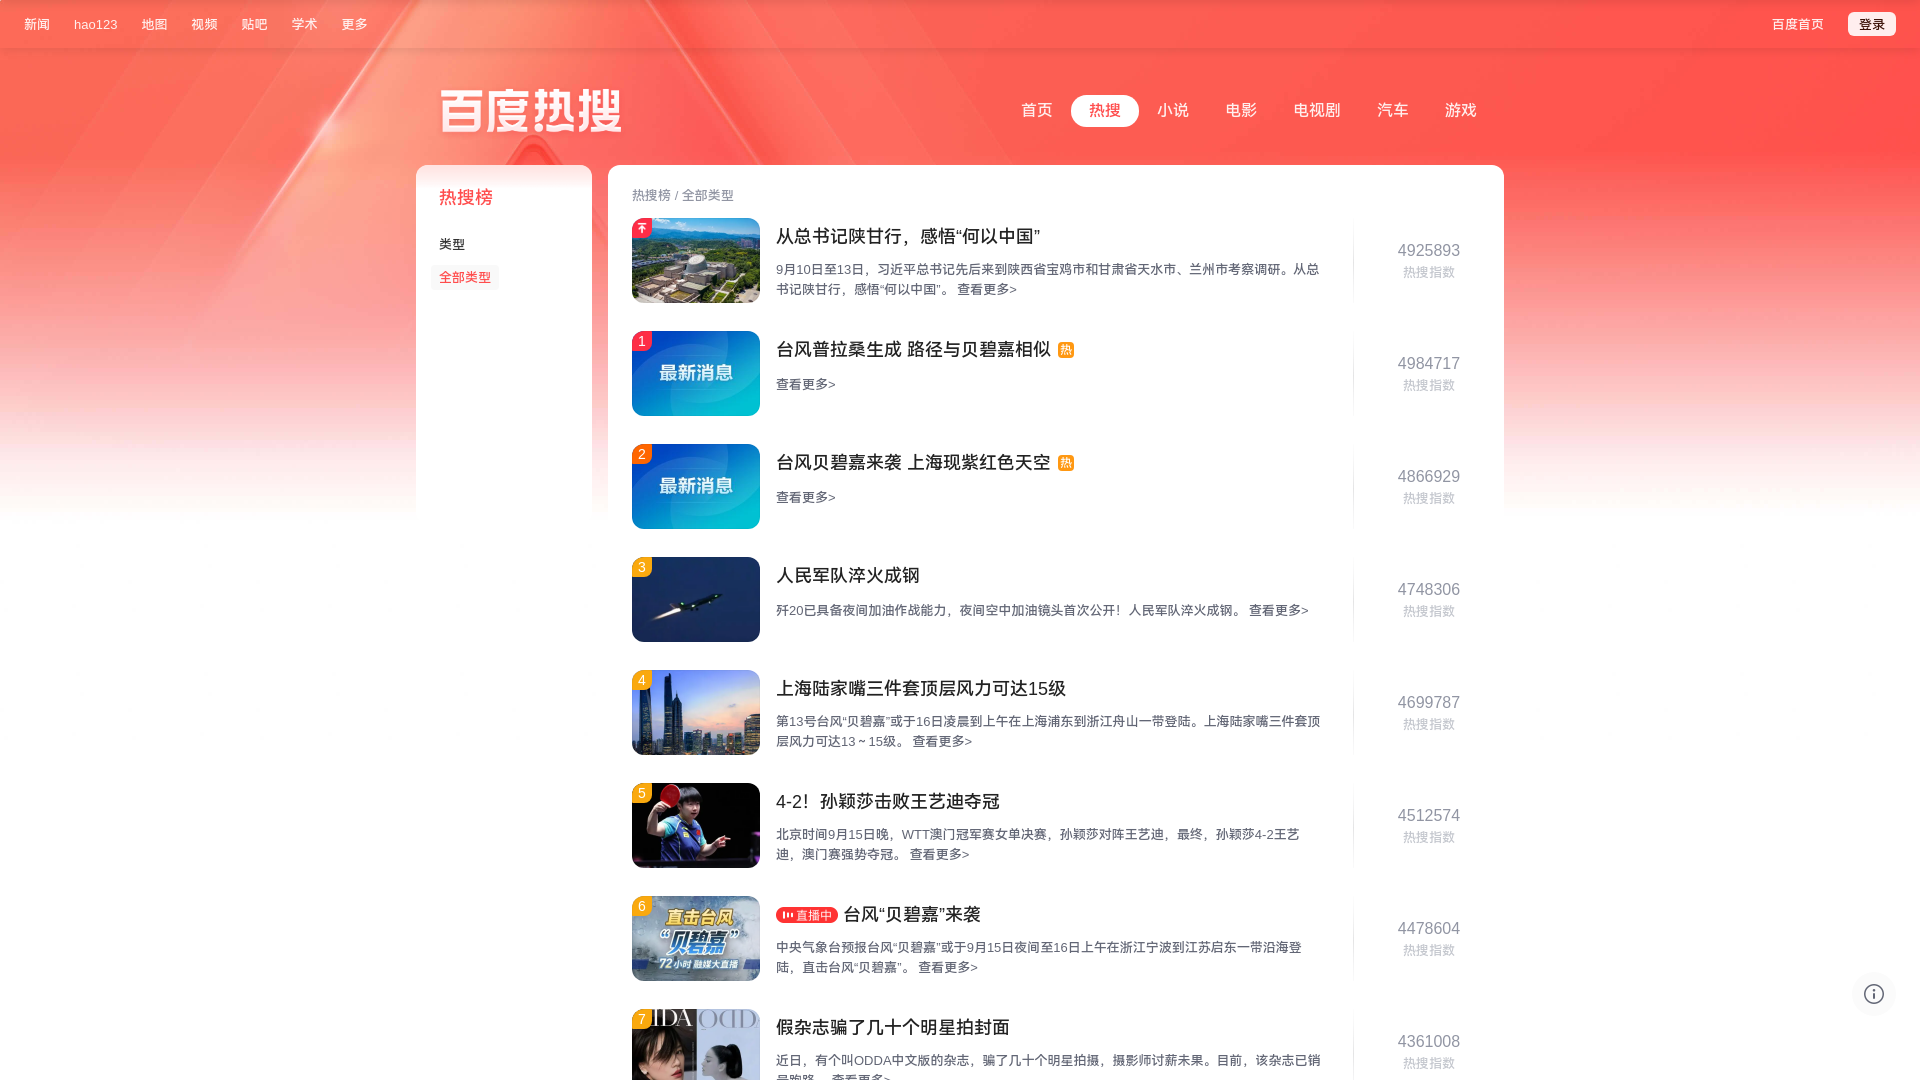 新闻 hao123 地图 视频 贴吧 学术 更多 百度首页 登录
百度热搜
首页 热搜 小说 电影 电视剧 汽车 游戏
热搜榜
类型
全部类型
热搜榜 / 全部类型
从总书记陕甘行，感悟“何以中国”
9月10日至13日，习近平总书记先后来到陕西省宝鸡市和甘肃省天水市、兰州市考察调研。从总
书记陕甘行，感悟“何以中国”。 查看更多>
4925893
热搜指数
1
最新消息
台风普拉桑生成 路径与贝碧嘉相似 热
查看更多>
4984717
热搜指数
2
最新消息
台风贝碧嘉来袭 上海现紫红色天空 热
查看更多>
4866929
热搜指数
3
人民军队淬火成钢
歼20已具备夜间加油作战能力，夜间空中加油镜头首次公开！人民军队淬火成钢。 查看更多>
4748306
热搜指数
4
上海陆家嘴三件套顶层风力可达15级
第13号台风“贝碧嘉”或于16日凌晨到上午在上海浦东到浙江舟山一带登陆。上海陆家嘴三件套顶
层风力可达13～15级。 查看更多>
4699787
热搜指数
5
4-2！孙颖莎击败王艺迪夺冠
北京时间9月15日晚，WTT澳门冠军赛女单决赛，孙颖莎对阵王艺迪，最终，孙颖莎4-2王艺
迪，澳门赛强势夺冠。 查看更多>
4512574
热搜指数
6
直击台风
“贝碧嘉”
72小时 融媒大直播
直播中 台风“贝碧嘉”来袭
中央气象台预报台风“贝碧嘉”或于9月15日夜间至16日上午在浙江宁波到江苏启东一带沿海登
陆，直击台风“贝碧嘉”。 查看更多>
4478604
热搜指数
7
假杂志骗了几十个明星拍封面
近日，有个叫ODDA中文版的杂志，骗了几十个明星拍摄，摄影师讨薪未果。目前，该杂志已销
号跑路。 查看更多>
4361008
热搜指数